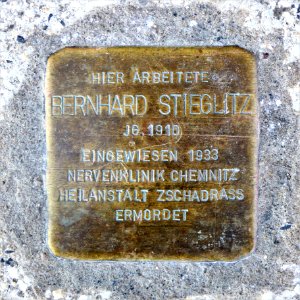 HIER ARBEITETE
BERNHARD STIEGLITZ
JG. 1910
EINGEWIESEN 1933
NERVENKLINIK CHEMNITZ
HEILANSTALT ZSCHADRASS
ERMORDET